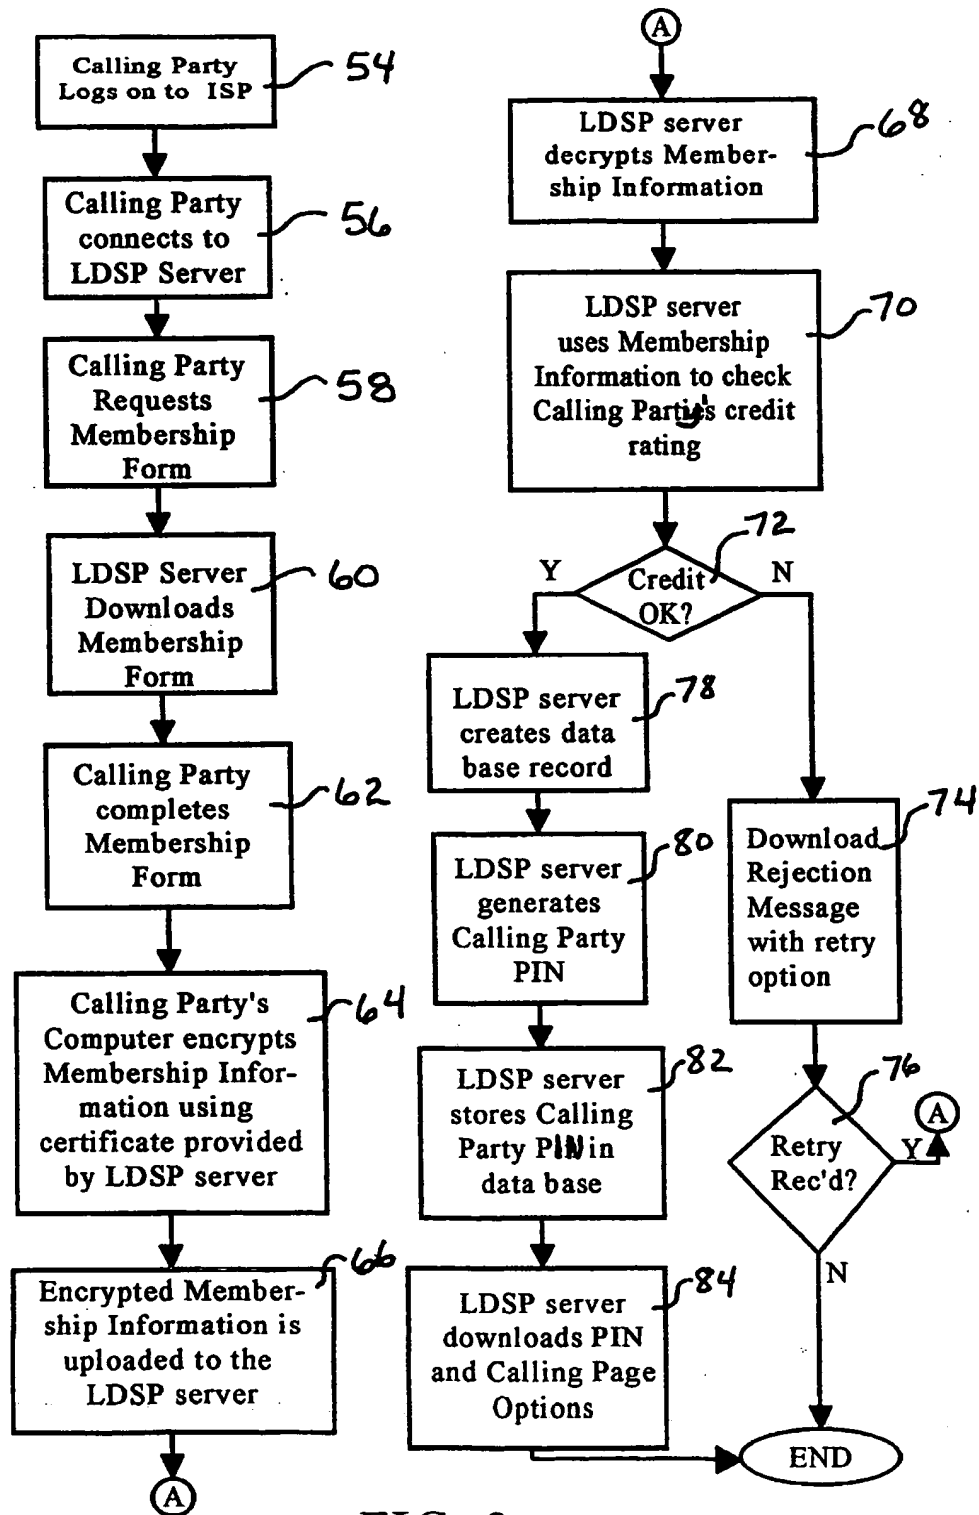 Calling Party
Logs on to ISP
54
Calling Party
connects to
LDSP Server
56
Calling Party
Requests
Membership
Form
58
LDSP Server
Downloads
Membership
Form
60
Calling Party
completes
Membership
Form
62
Calling Party's
Computer encrypts
Membership Infor-
mation using
certificate provided
by LDSP server
64
Encrypted Member-
ship Information is
uploaded to the
LDSP server
66
A
A
LDSP server
decrypts Member-
ship Information
68
LDSP server
uses Membership
Information to check
Calling Party's credit
rating
70
Credit
OK?
72
Y
N
LDSP server
creates data
base record
78
LDSP server
generates
Calling Party
PIN
80
LDSP server
stores Calling
Party PIN in
data base
82
LDSP server
downloads PIN
and Calling Page
Options
84
Download
Rejection
Message
with retry
option
74
Retry
Rec'd?
76
Y
A
N
END